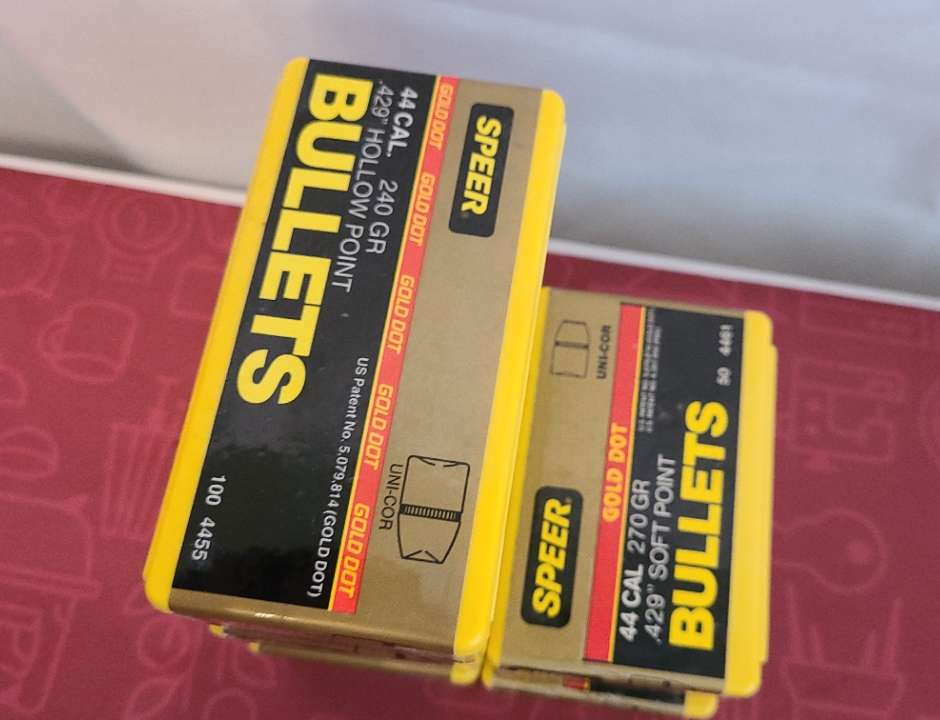 SPEER
GOLD DOT GOLD DOT GOLD DOT GOLD DOT GOLD DOT
44 CAL. 240 GR
.429" HOLLOW POINT
BULLETS
US Patent No. 5,079,814 (GOLD DOT)
100 4455
UNI-COR
SPEER
UNI-COR
GOLD DOT
44 CAL 270 GR
.429" SOFT POINT
BULLETS
50 4461